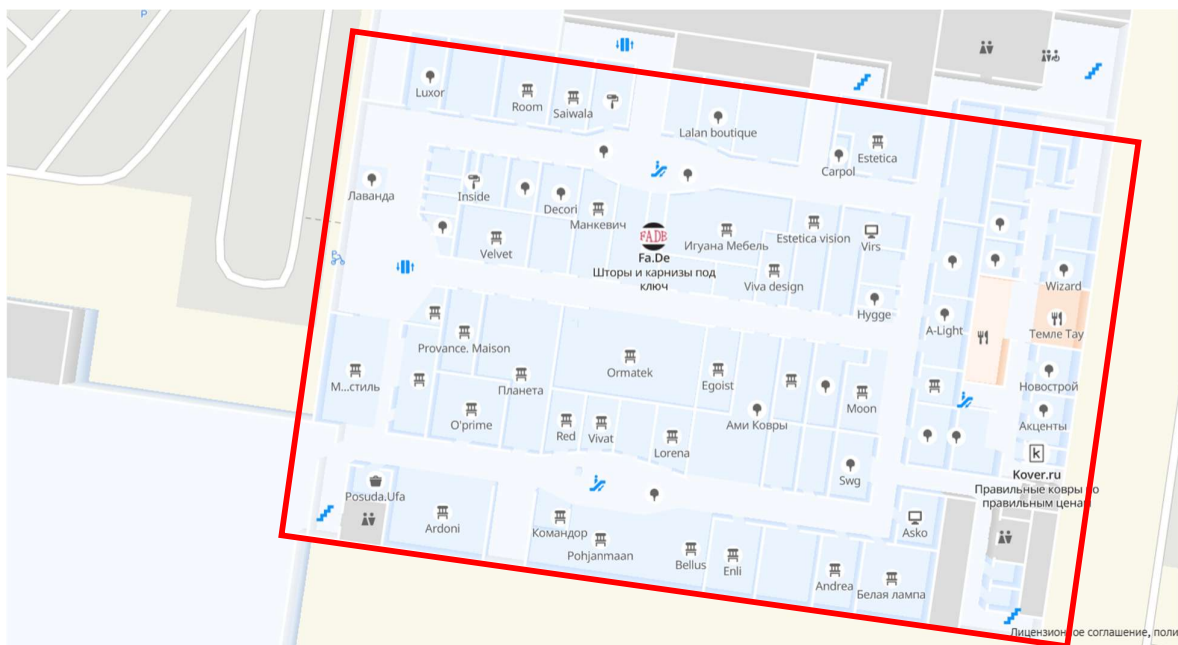 P
Luxor
Room
Saiwala
Lalan boutique
Carpol
Estetica
Лаванда
Inside
Decori
Манкевич
FADB
Fa.De
Шторы и карнизы под
ключ
Игуана Мебель
Estetica vision
Virs
Velvet
Viva design
Hygge
A-Light
Wizard
Темле Тау
Provance. Maison
Ormatek
Egoist
Moon
Новострой
М...стиль
Планета
O'prime
Red
Vivat
Lorena
Ами Ковры
Акценты
k
Kover.ru
Правильные ковры по
правильным ценам
Swg
Posuda.Ufa
Ardoni
Командор
Pohjanmaan
Bellus
Enli
Asko
Andrea
Белая лампа
Лицензионное соглашение, поли